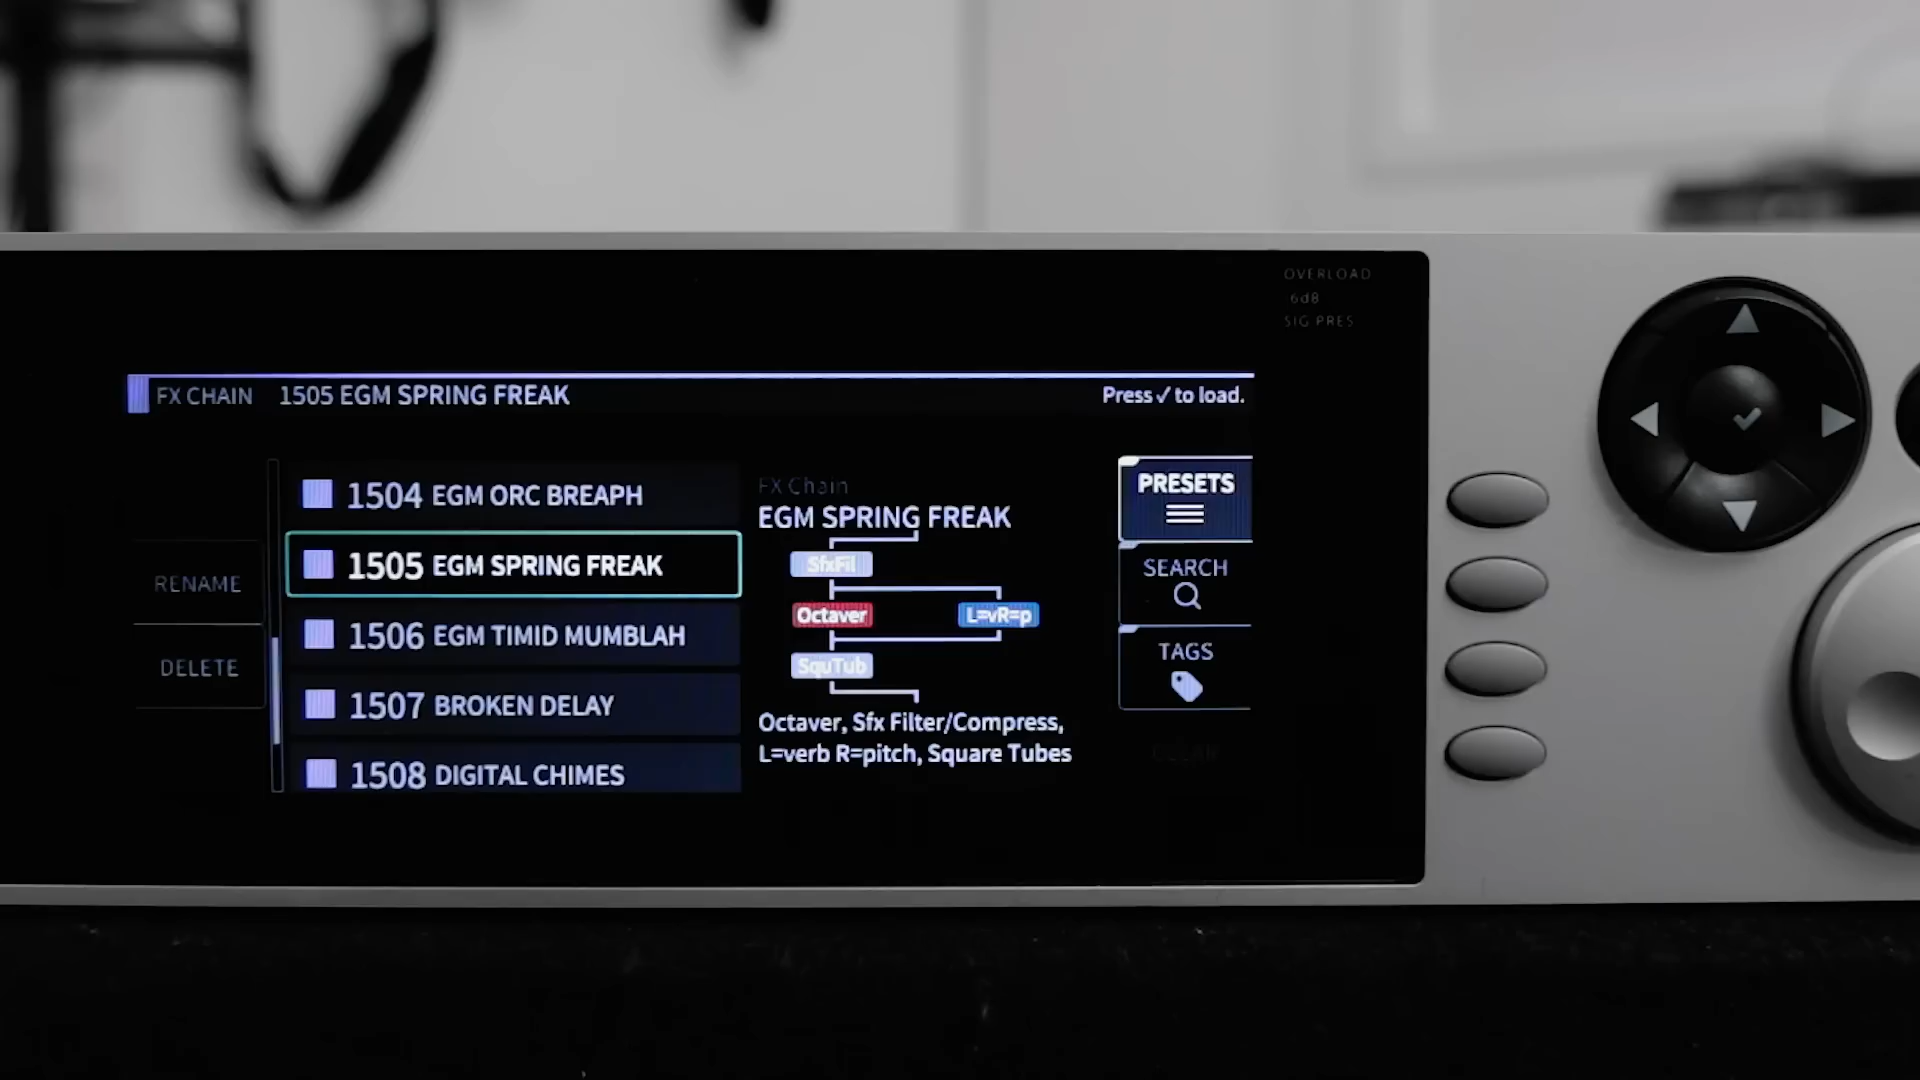 OVERLOAD
6dB
SIG PRES
FX CHAIN 1505 EGM SPRING FREAK Press ✓ to load.
RENAME
DELETE
1504 EGM ORC BREAPH
1505 EGM SPRING FREAK
1506 EGM TIMID MUMBLAH
1507 BROKEN DELAY
1508 DIGITAL CHIMES
FX Chain
EGM SPRING FREAK
SfxFil
Octaver L=vR=p
SquTub
Octaver, Sfx Filter/Compress,
L=verb R=pitch, Square Tubes
PRESETS
SEARCH
TAGS